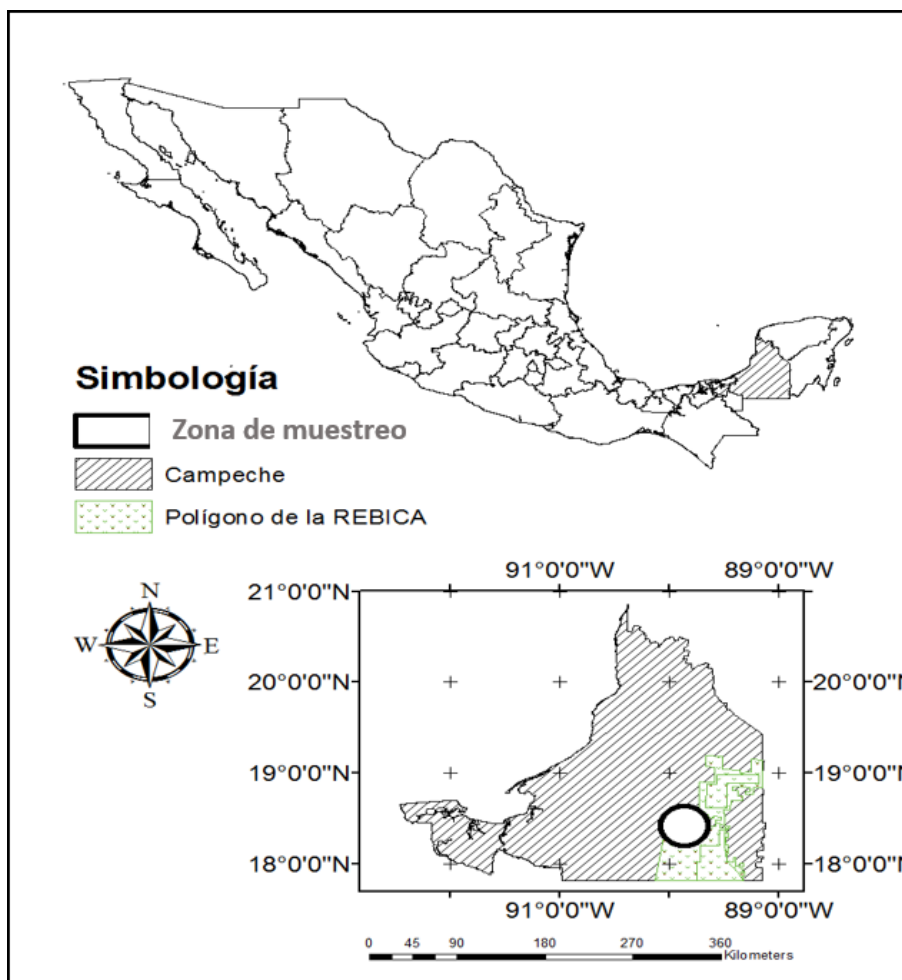 Simbología
Zona de muestreo
Campeche
Polígono de la REBICA
N
W E
S
91°0'0"W 89°0'0"W
21°0'0"N
20°0'0"N 20°0'0"N
19°0'0"N 19°0'0"N
18°0'0"N 18°0'0"N
91°0'0"W 89°0'0"W
0 45 90 180 270 360
Kilometers